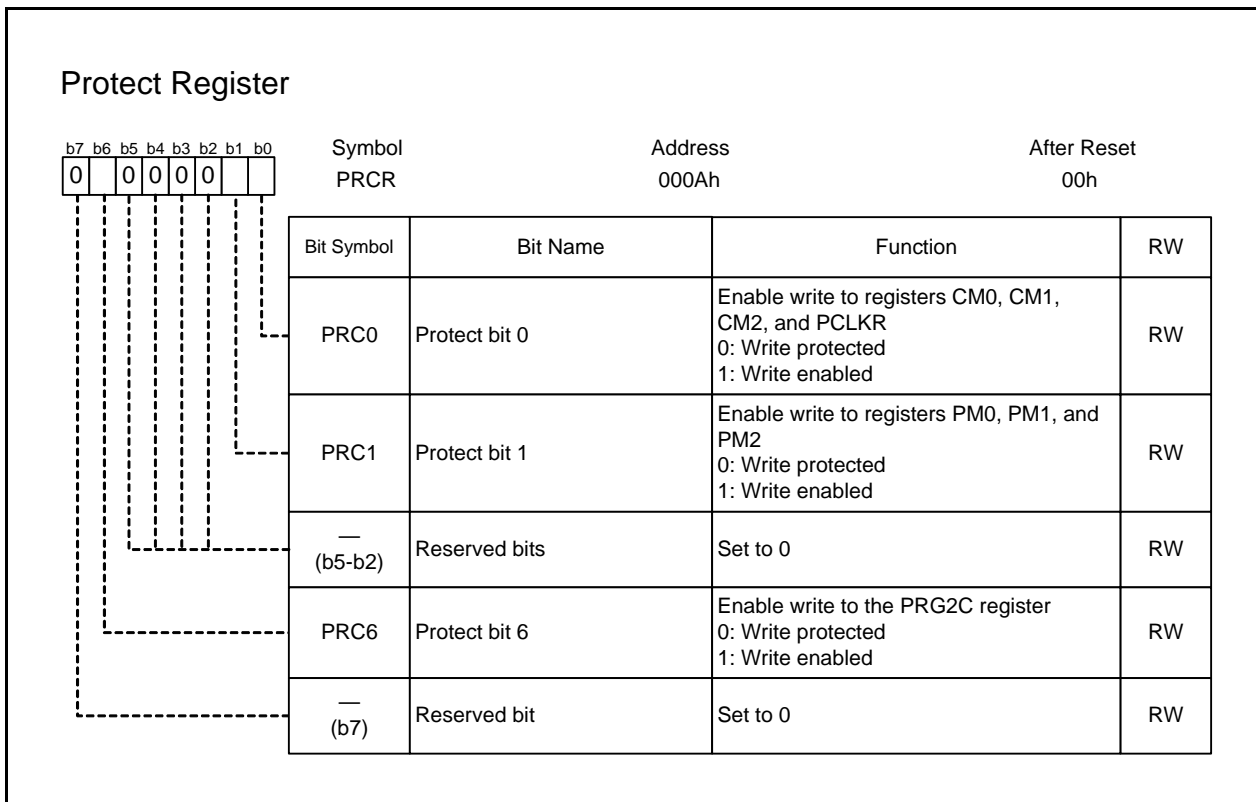 Protect Register
b7 b6 b5 b4 b3 b2 b1 b0
0 0 0 0 0
Symbol Address After Reset
PRCR 000Ah 00h
Bit Symbol Bit Name Function RW
PRC0 Protect bit 0 Enable write to registers CM0, CM1,
CM2, and PCLKR
0: Write protected
1: Write enabled RW
PRC1 Protect bit 1 Enable write to registers PM0, PM1, and
PM2
0: Write protected
1: Write enabled RW
—
(b5-b2) Reserved bits Set to 0 RW
PRC6 Protect bit 6 Enable write to the PRG2C register
0: Write protected
1: Write enabled RW
—
(b7) Reserved bit Set to 0 RW